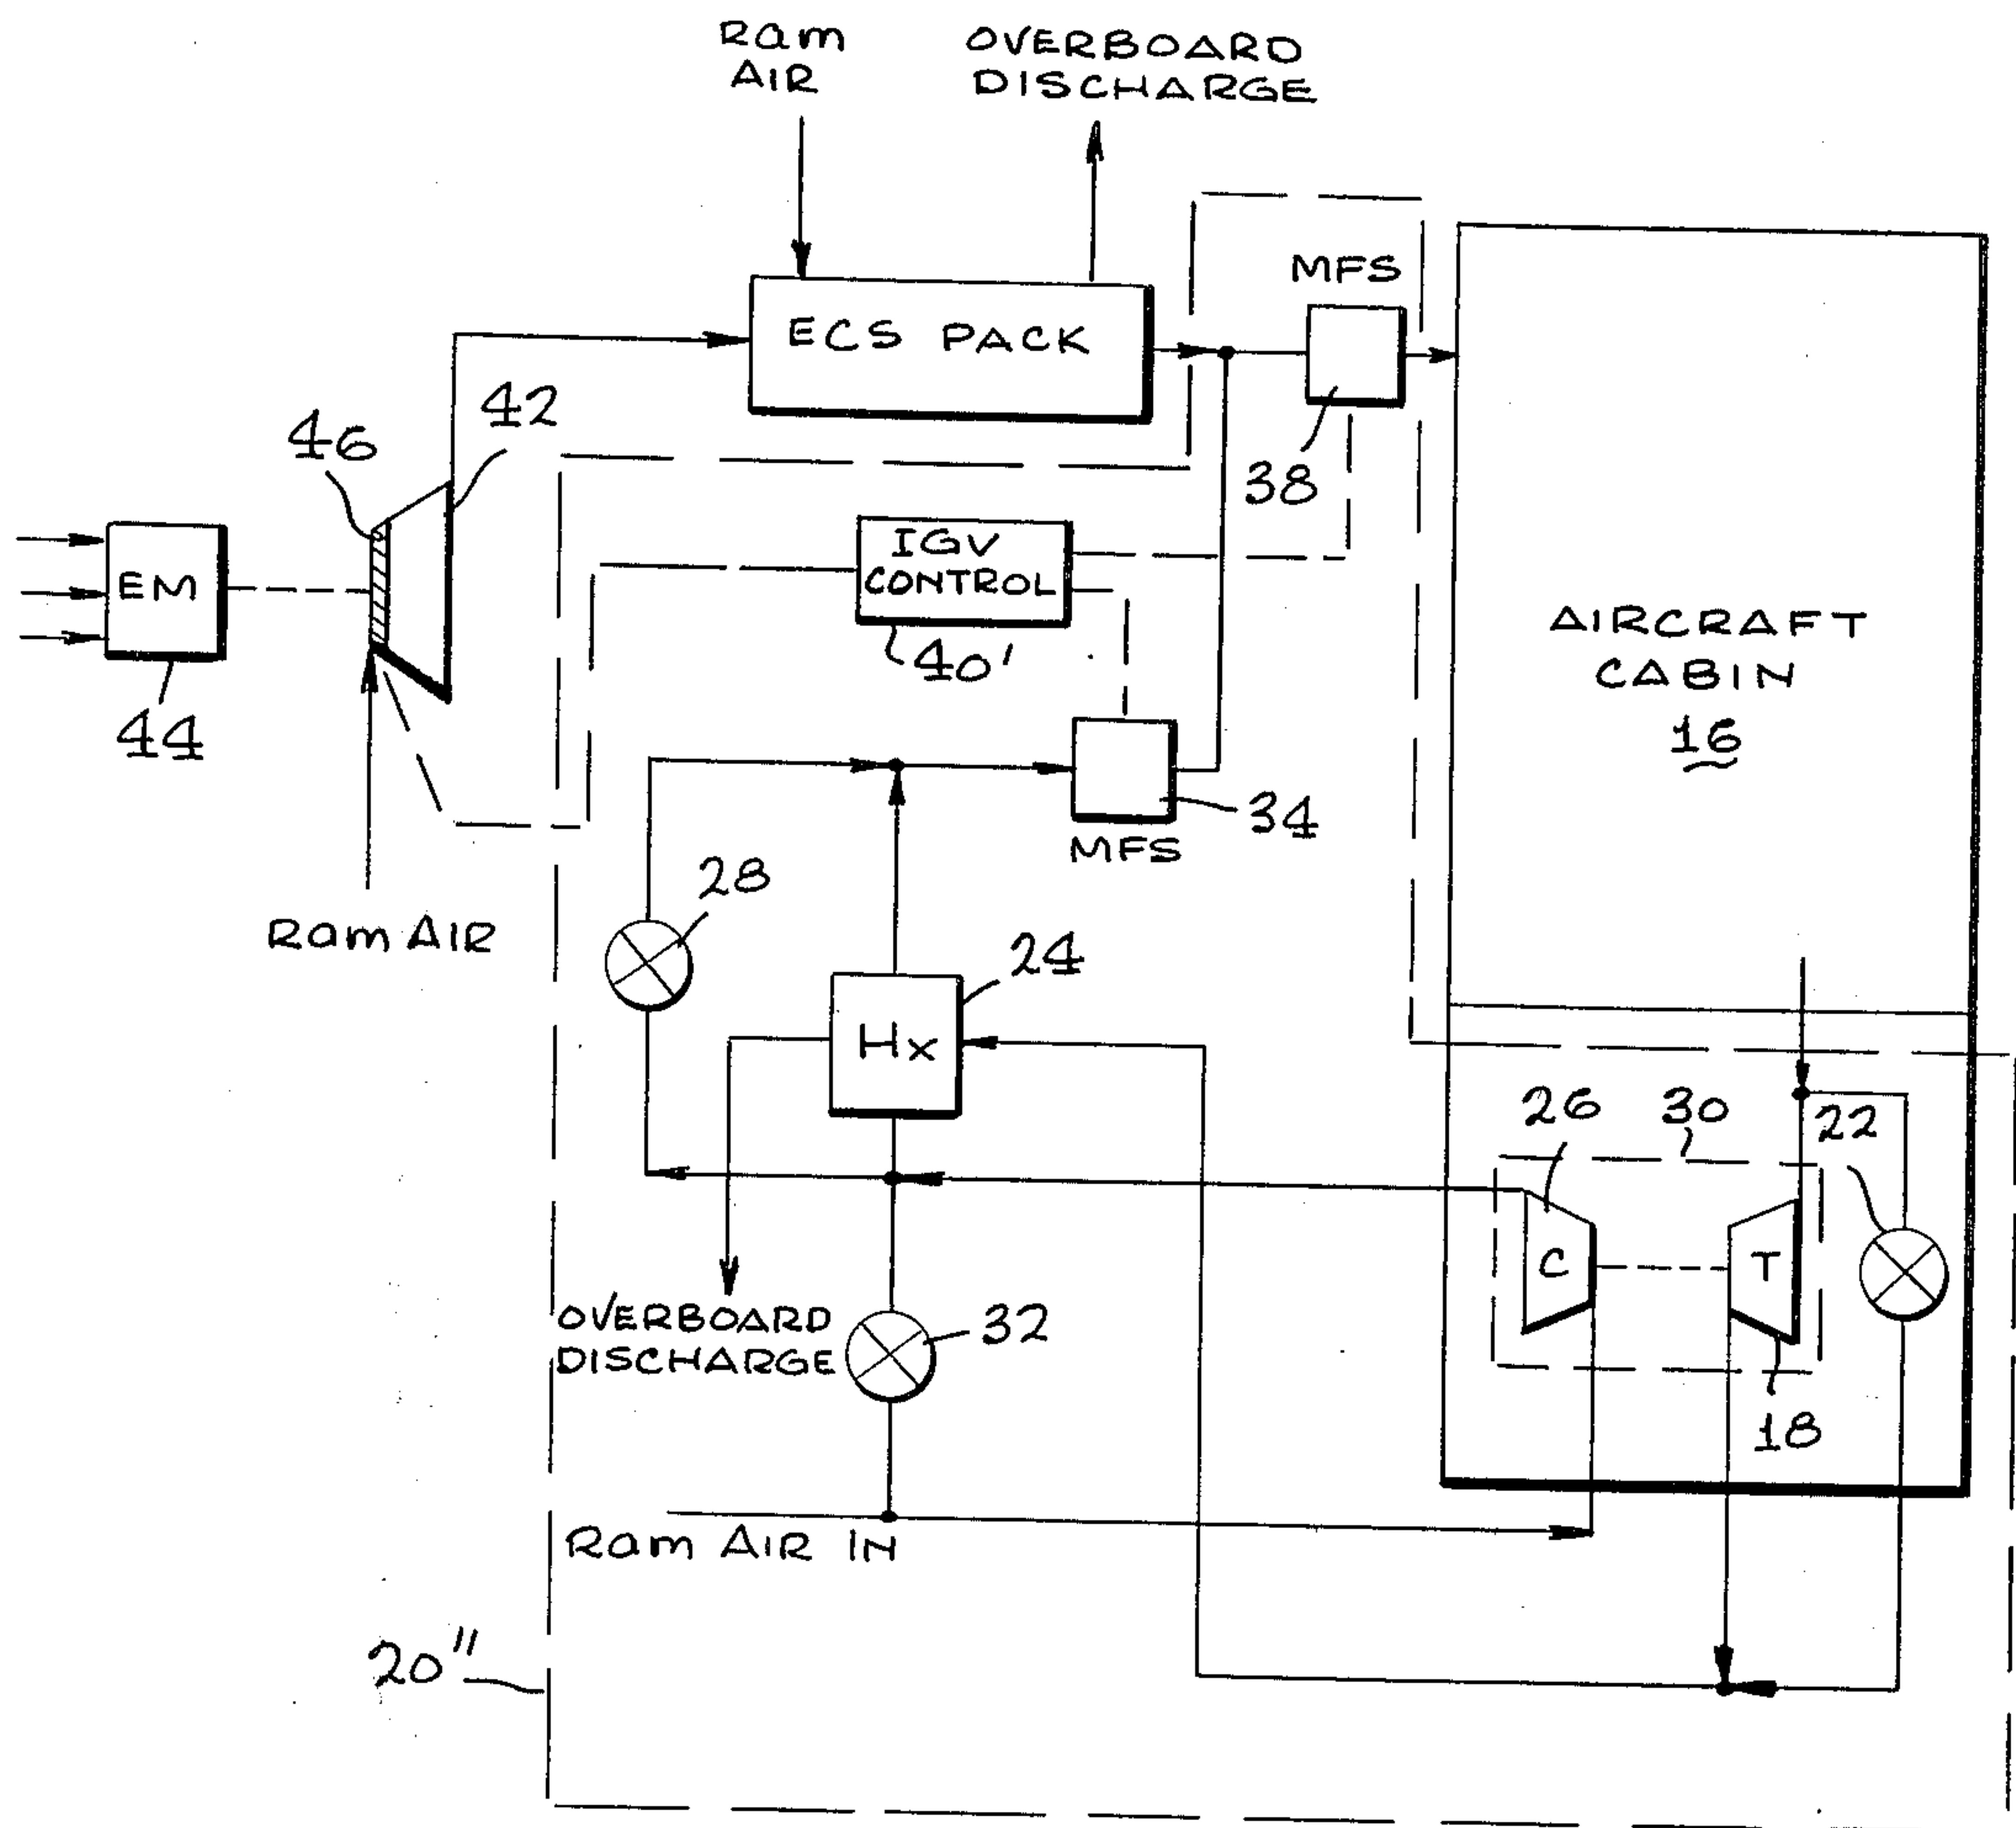 Ram
AIR
OVERBOARD
DISCHARGE
MFS
ECS PACK
42
46
38
IGV
CONTROL
40'
EM
44
AIRCRAFT
CABIN
16
34
MFS
28
Ram AIR
24
Hx
26
30
22
C
T
OVERBOARD
DISCHARGE
32
18
Ram AIR IN
20"